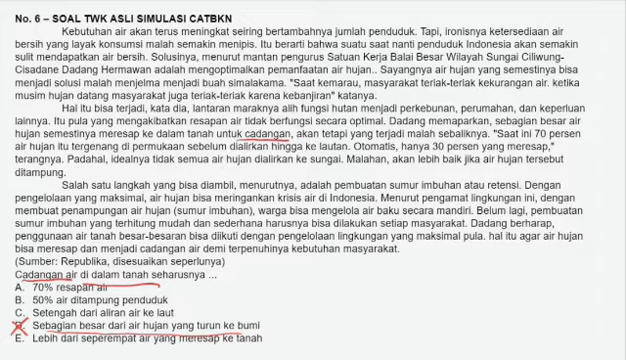 No. 6 – SOAL TWK ASLI SIMULASI CATBKN
Kebutuhan air akan terus meningkat seiring bertambahnya jumlah penduduk. Tapi, ironisnya ketersediaan air
bersih yang layak konsumsi malah semakin menipis. Itu berarti bahwa suatu saat nanti penduduk Indonesia akan semakin
sulit mendapatkan air bersih. Solusinya, menurut mantan pengurus Satuan Kerja Balai Besar Wilayah Sungai Ciliwung-
Cisadane Dadang Hermawan adalah mengoptimalkan pemanfaatan air hujan.. Sayangnya air hujan yang semestinya bisa
menjadi solusi malah menjelma menjadi buah simalakama. "Saat kemarau, masyarakat teriak-teriak kekurangan air. ketika
musim hujan datang masyarakat juga teriak-teriak karena kebanjiran" katanya.
Hal itu bisa terjadi, kata dia, lantaran maraknya alih fungsi hutan menjadi perkebunan, perumahan, dan keperluan
lainnya. Itu pula yang mengakibatkan resapan air tidak berfungsi secara optimal. Dadang memaparkan, sebagian besar air
hujan semestinya meresap ke dalam tanah untuk cadangan, akan tetapi yang terjadi malah sebaliknya. "Saat ini 70 persen
air hujan itu tergenang di permukaan sebelum dialirkan hingga ke lautan. Otomatis, hanya 30 persen yang meresap,"
terangnya. Padahal, idealnya tidak semua air hujan dialirkan ke sungai. Malahan, akan lebih baik jika air hujan tersebut
ditampung.
Salah satu langkah yang bisa diambil, menurutnya, adalah pembuatan sumur imbuhan atau retensi. Dengan
pengelolaan yang maksimal, air hujan bisa meringankan krisis air di Indonesia. Menurut pengamat lingkungan ini, dengan
membuat penampungan air hujan (sumur imbuhan), warga bisa mengelola air baku secara mandiri. Belum lagi, pembuatan
sumur imbuhan yang terhitung mudah dan sederhana harusnya bisa dilakukan setiap masyarakat. Dadang berharap,
penggunaan air tanah besar-besaran bisa diikuti dengan pengelolaan lingkungan yang maksimal pula. hal itu agar air hujan
bisa meresap dan menjadi cadangan air demi terpenuhinya kebutuhan masyarakat.
(Sumber: Republika, disesuaikan seperlunya)
Cadangan air di dalam tanah seharusnya ...
A. 70% resapan air
B. 50% air ditampung penduduk
C. Setengah dari aliran air ke laut
D. Sebagian besar dari air hujan yang turun ke bumi
E. Lebih dari seperempat air yang meresap ke tanah